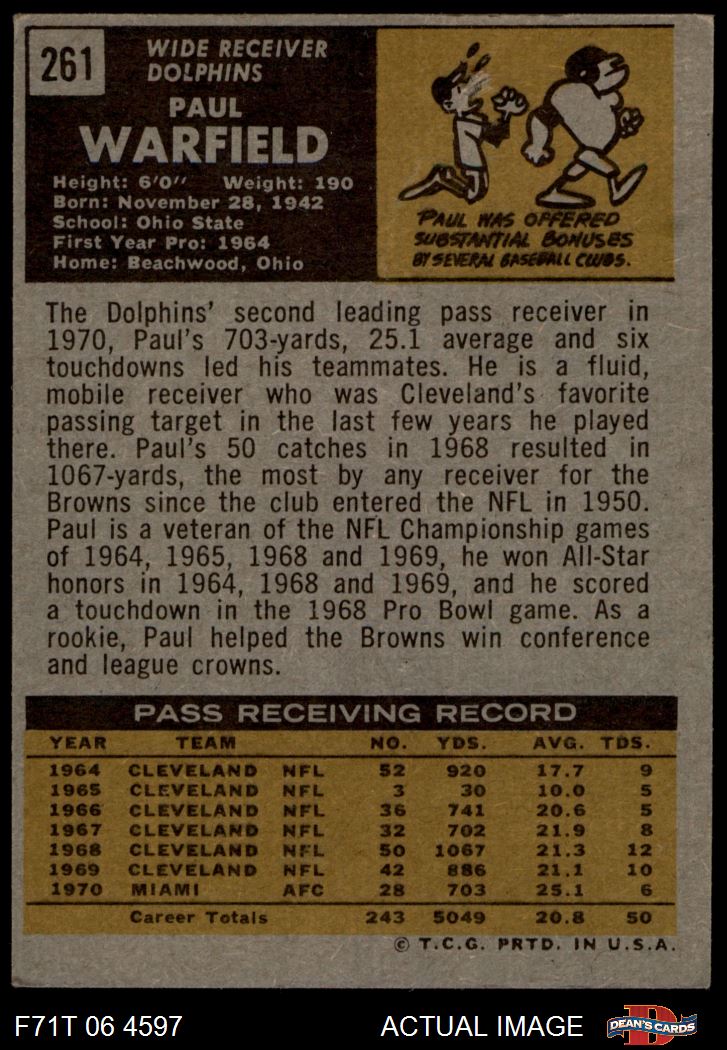 261
WIDE RECEIVER
DOLPHINS
PAUL
WARFIELD
Height: 6'0" Weight: 190
Born: November 28, 1942
School: Ohio State
First Year Pro: 1964
Home: Beachwood, Ohio
PAUL WAS OFFERED
SUBSTANTIAL BONUSES
BY SEVERAL BASEBALL CLUBS.
The Dolphins' second leading pass receiver in
1970, Paul's 703-yards, 25.1 average and six
touchdowns led his teammates. He is a fluid,
mobile receiver who was Cleveland's favorite
passing target in the last few years he played
there. Paul's 50 catches in 1968 resulted in
1067-yards, the most by any receiver for the
Browns since the club entered the NFL in 1950.
Paul is a veteran of the NFL Championship games
of 1964, 1965, 1968 and 1969, he won All-Star
honors in 1964, 1968 and 1969, and he scored
a touchdown in the 1968 Pro Bowl game. As a
rookie, Paul helped the Browns win conference
and league crowns.
PASS RECEIVING RECORD
YEAR TEAM NO. YDS. AVG. TDS.
1964 CLEVELAND NFL 52 920 17.7 9
1965 CLEVELAND NFL 3 30 10.0 5
1966 CLEVELAND NFL 36 741 20.6 5
1967 CLEVELAND NFL 32 702 21.9 8
1968 CLEVELAND NFL 50 1067 21.3 12
1969 CLEVELAND NFL 42 886 21.1 10
1970 MIAMI AFC 28 703 25.1 6
Career Totals 243 5049 20.8 50
© T.C.G. PRTD. IN U.S.A.
F71T 06 4597 ACTUAL IMAGE
D
DEAN'S CARDS